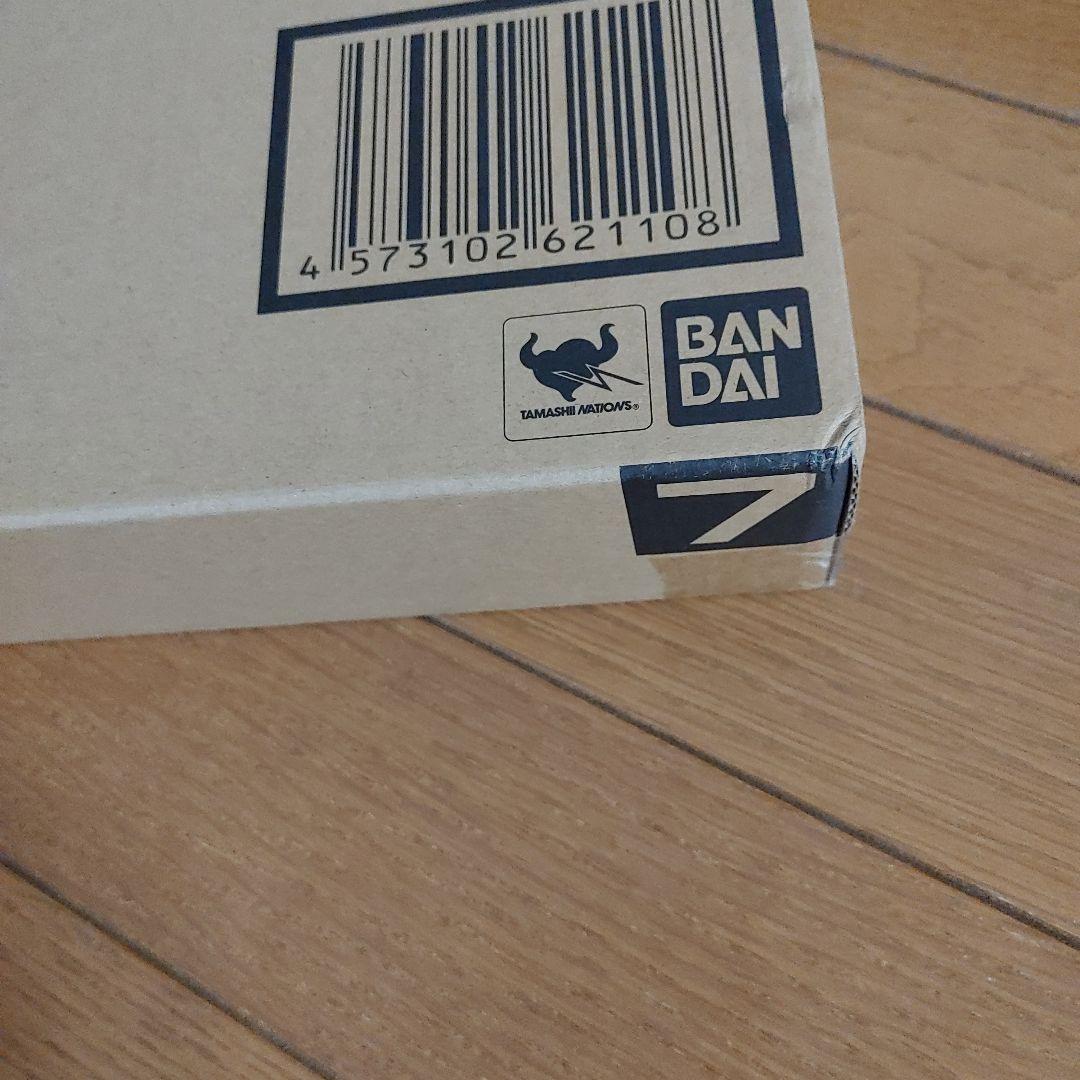 4 573102 621108
TAMASHII NATIONS®
BAN
DAI
7